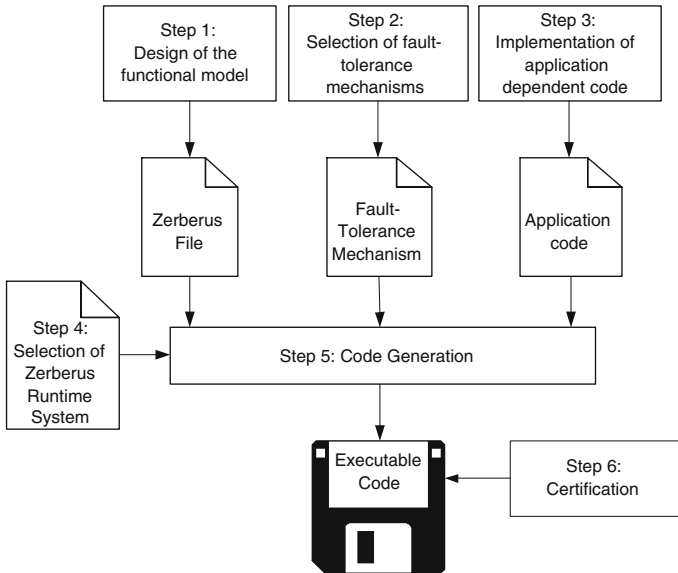 Step 1:
Design of the
functional model
Step 2:
Selection of fault-
tolerance
mechanisms
Step 3:
Implementation of
application
dependent code
Zerberus
File
Fault-
Tolerance
Mechanism
Application
code
Step 4:
Selection of
Zerberus
Runtime
System
Step 5: Code Generation
Executable
Code
Step 6:
Certification